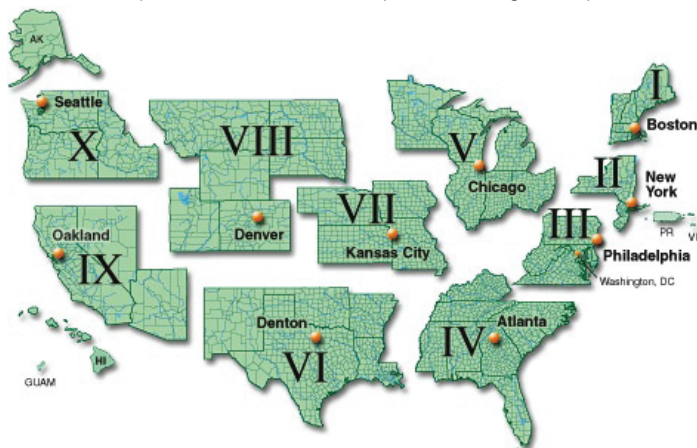 AK
Seattle
X
VIII
V
I
Boston
Chicago
II
New
York
PR
VI
VII
Denver
Kansas City
III
Philadelphia
Washington, DC
Oakland
IX
HI
GUAM
Denton
VI
IV
Atlanta